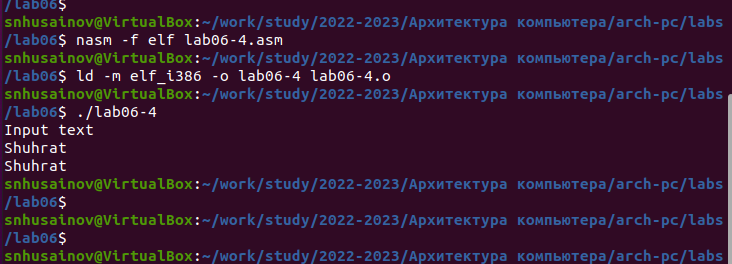 /lab06$
snhusainov@VirtualBox:~/work/study/2022-2023/Архитектура компьютера/arch-pc/labs
/lab06$ nasm -f elf lab06-4.asm
snhusainov@VirtualBox:~/work/study/2022-2023/Архитектура компьютера/arch-pc/labs
/lab06$ ld -m elf_i386 -o lab06-4 lab06-4.o
snhusainov@VirtualBox:~/work/study/2022-2023/Архитектура компьютера/arch-pc/labs
/lab06$ ./lab06-4
Input text
Shuhrat
Shuhrat
snhusainov@VirtualBox:~/work/study/2022-2023/Архитектура компьютера/arch-pc/labs
/lab06$
snhusainov@VirtualBox:~/work/study/2022-2023/Архитектура компьютера/arch-pc/labs
/lab06$
snhusainov@VirtualBox:~/work/study/2022-2023/Архитектура компьютера/arch-pc/labs